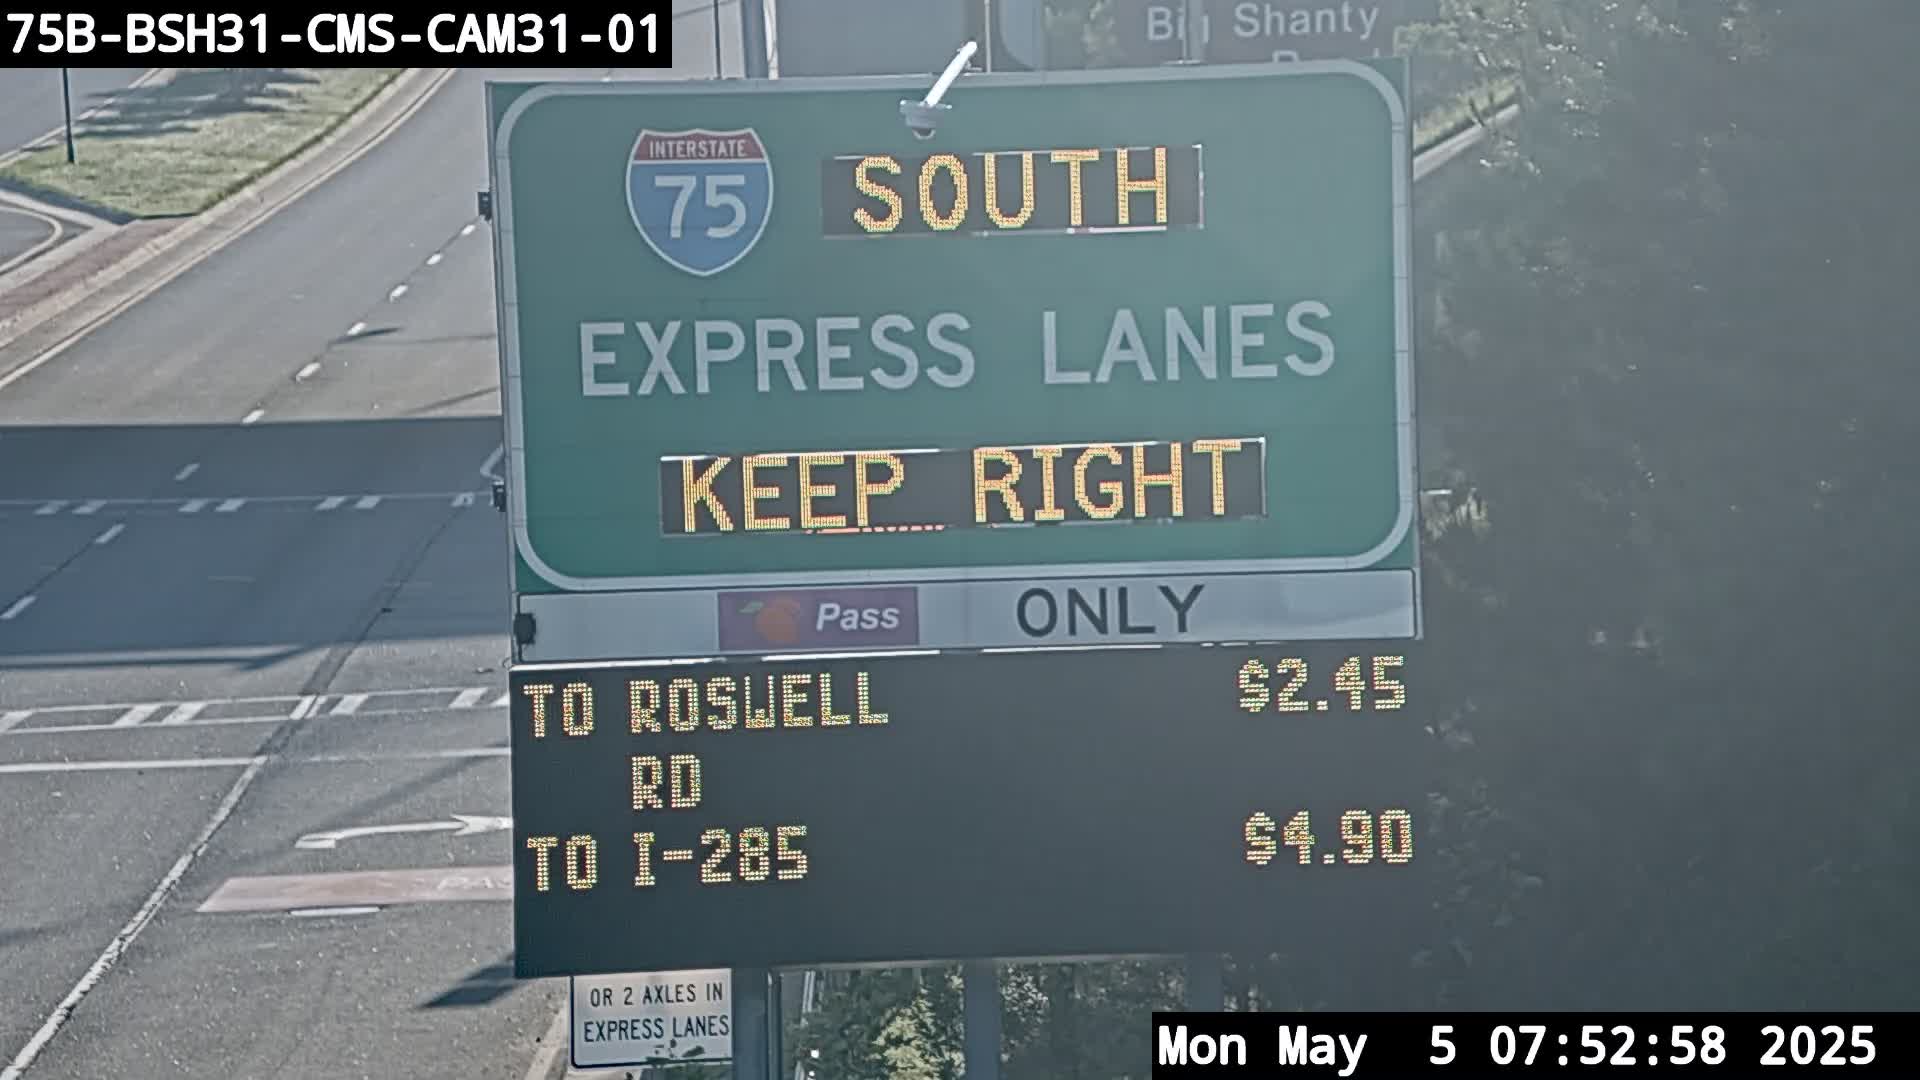 75B-BSH31-CMS-CAM31-01
Big Shanty
INTERSTATE
75
SOUTH
EXPRESS LANES
KEEP RIGHT
Pass ONLY
TO ROSWELL $2.45
RD
TO I-285 $4.90
OR 2 AXLES IN
EXPRESS LANES
Mon May 5 07:52:58 2025